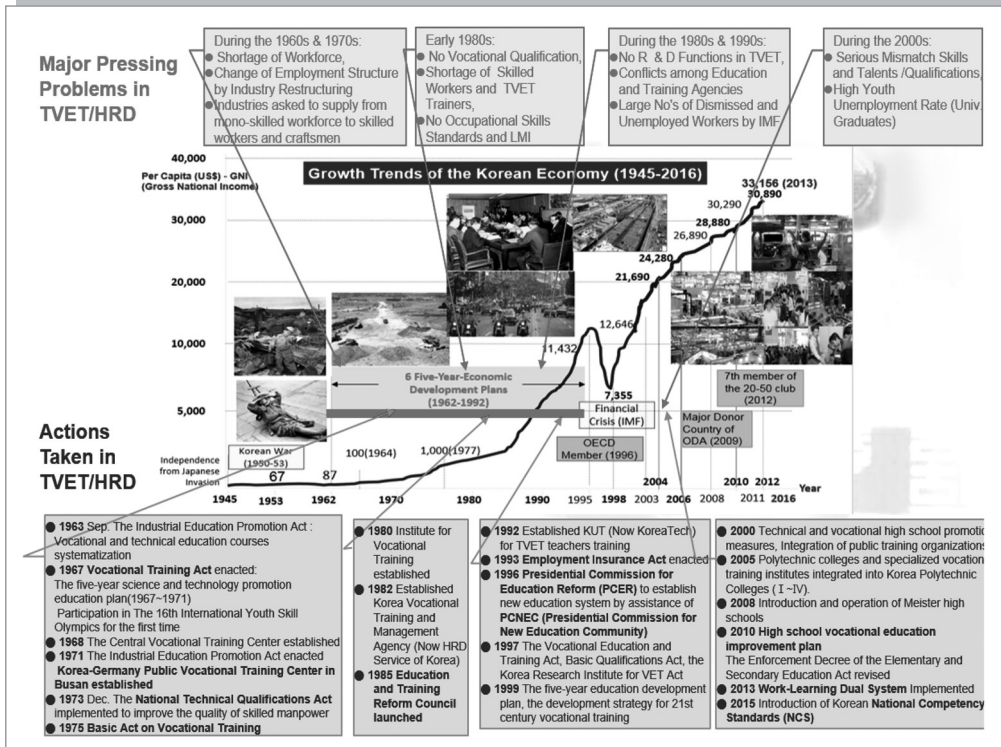 Major Pressing
Problems in
TVET/HRD
During the 1960s & 1970s:
● Shortage of Workforce,
● Change of Employment Structure
by Industry Restructuring
● Industries asked to supply from
mono-skilled workforce to skilled
workers and craftsmen
Early 1980s:
● No Vocational Qualification,
● Shortage of Skilled
Workers and TVET
Trainers,
● No Occupational Skills
Standards and LMI
During the 1980s & 1990s:
● No R & D Functions in TVET,
● Conflicts among Education
and Training Agencies
● Large No's of Dismissed and
Unemployed Workers by IMF
During the 2000s:
● Serious Mismatch Skills
and Talents /Qualifications,
● High Youth
Unemployment Rate (Univ.
Graduates)
Growth Trends of the Korean Economy (1945-2016)
Per Capita (US$) - GNI
(Gross National Income)
40,000
30,000
20,000
10,000
5,000
33,156 (2013)
30,890
30,290
28,880
26,890
24,280
21,690
12,646
11,432
7,355
6 Five-Year-Economic
Development Plans
(1962-1992)
Financial
Crisis (IMF)
7th member of
the 20-50 club
(2012)
Major Donor
Country of
ODA (2009)
OECD
Member (1996)
Korean War
(1950-53)
Independence
from Japanese
Invasion
67
87
100(1964)
1,000(1977)
1945 1953 1962 1970 1980 1990 1995 1998 2003 2004 2006 2008 2010 2011 2012 2016 Year
Actions
Taken in
TVET/HRD
● 1963 Sep. The Industrial Education Promotion Act :
Vocational and technical education courses
systematization
● 1967 Vocational Training Act enacted:
The five-year science and technology promotion
education plan(1967~1971)
Participation in The 16th International Youth Skill
Olympics for the first time
● 1968 The Central Vocational Training Center established
● 1971 The Industrial Education Promotion Act enacted
Korea-Germany Public Vocational Training Center in
Busan established
● 1973 Dec. The National Technical Qualifications Act
implemented to improve the quality of skilled manpower
● 1975 Basic Act on Vocational Training
● 1980 Institute for
Vocational
Training
established
● 1982 Established
Korea Vocational
Training and
Management
Agency (Now HRD
Service of Korea)
● 1985 Education
and Training
Reform Council
launched
● 1992 Established KUT (Now KoreaTech)
for TVET teachers training
● 1993 Employment Insurance Act enacted
● 1996 Presidential Commission for
Education Reform (PCER) to establish
new education system by assistance of
PCNEC (Presidential Commission for
New Education Community)
● 1997 The Vocational Education and
Training Act, Basic Qualifications Act, the
Korea Research Institute for VET Act
● 1999 The five-year education development
plan, the development strategy for 21st
century vocational training
● 2000 Technical and vocational high school promotic
measures, Integration of public training organizations
● 2005 Polytechnic colleges and specialized vocation
training institutes integrated into Korea Polytechnic
Colleges (Ⅰ~Ⅳ).
● 2008 Introduction and operation of Meister high
schools
● 2010 High school vocational education
improvement plan
The Enforcement Decree of the Elementary and
Secondary Education Act revised
● 2013 Work-Learning Dual System Implemented
● 2015 Introduction of Korean National Competency
Standards (NCS)